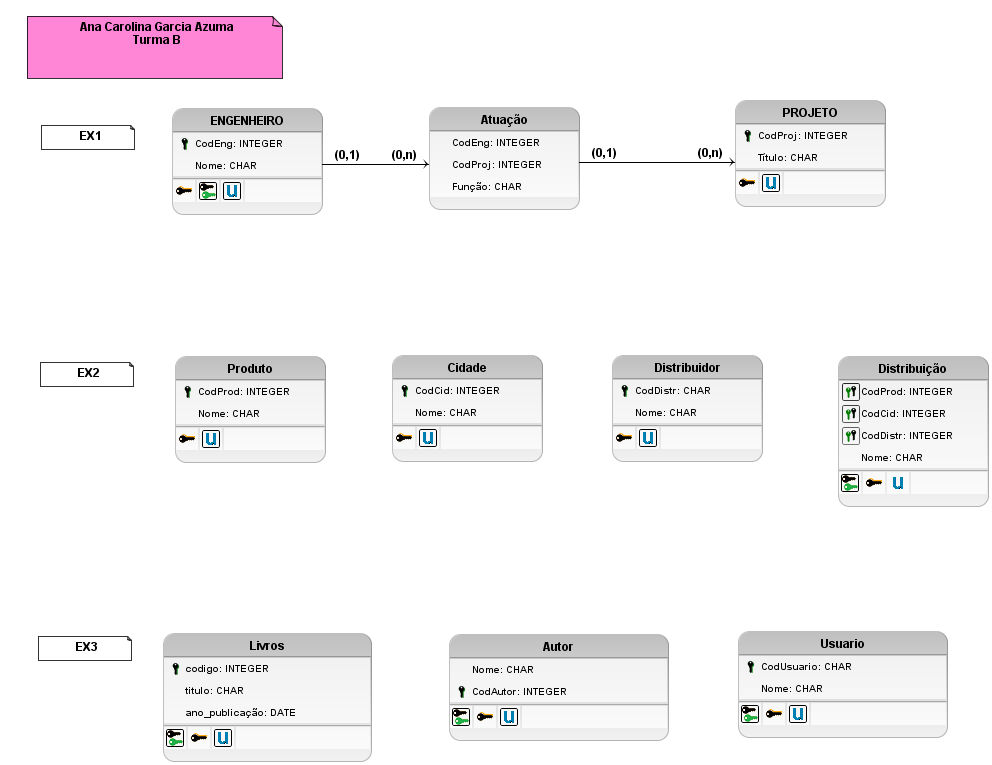 Ana Carolina Garcia Azuma
Turma B
EX1
ENGENHEIRO
CodEng: INTEGER
Nome: CHAR
(0,1)
(0,n)
Atuação
CodEng: INTEGER
CodProj: INTEGER
Função: CHAR
(0,1)
(0,n)
PROJETO
CodProj: INTEGER
Título: CHAR
U
U
EX2
Produto
CodProd: INTEGER
Nome: CHAR
U
Cidade
CodCid: INTEGER
Nome: CHAR
U
Distribuidor
CodDistr: CHAR
Nome: CHAR
U
Distribuição
CodProd: INTEGER
CodCid: INTEGER
CodDistr: INTEGER
Nome: CHAR
U
EX3
Livros
codigo: INTEGER
titulo: CHAR
ano_publicação: DATE
U
Autor
Nome: CHAR
CodAutor: INTEGER
U
Usuario
CodUsuario: CHAR
Nome: CHAR
U